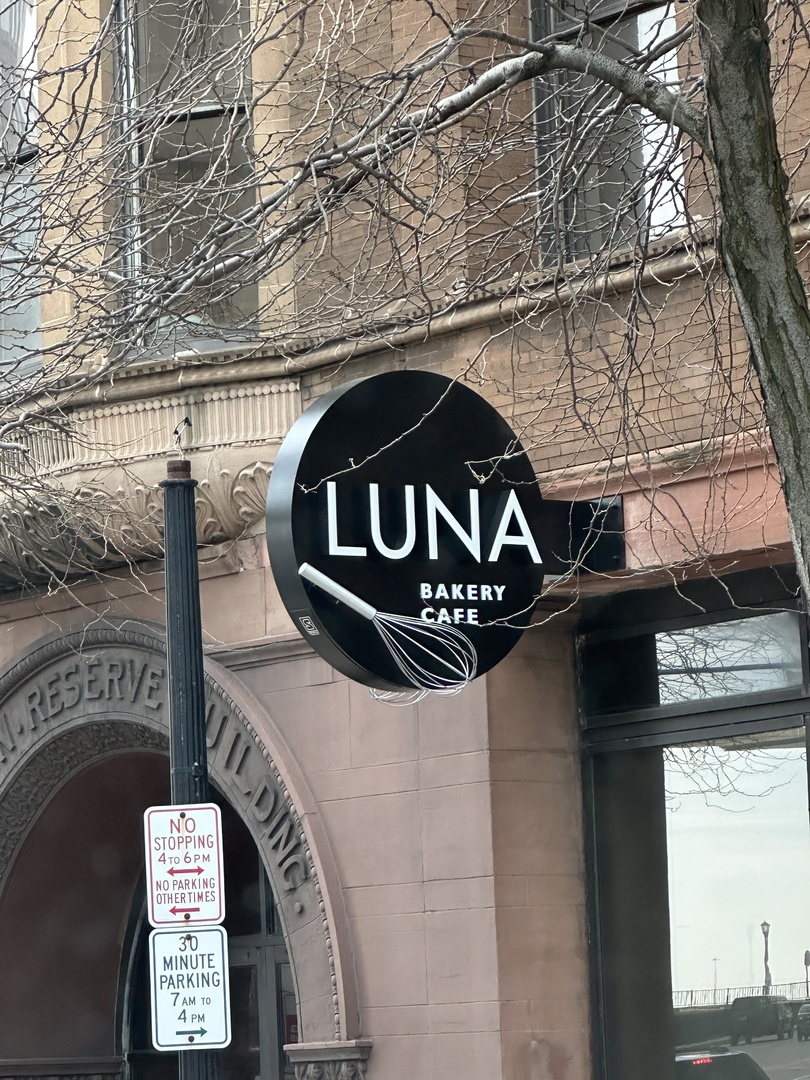 LUNA
BAKERY
CAFE
N. RESERVE BUILDING.
NO
STOPPING
4 TO 6 PM
NO PARKING
OTHER TIMES
30
MINUTE
PARKING
7 AM TO
4 PM